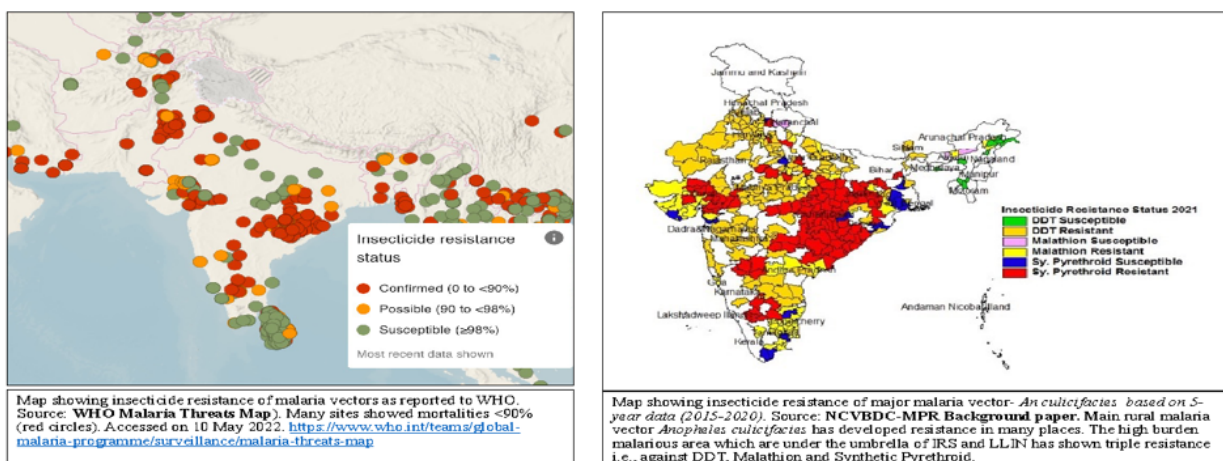 Insecticide resistance
status
Confirmed (0 to <90%)
Possible (90 to <98%)
Susceptible (≥98%)
Most recent data shown
Map showing insecticide resistance of malaria vectors as reported to WHO.
Source: WHO Malaria Threats Map). Many sites showed mortalities <90%
(red circles). Accessed on 10 May 2022. https://www.who.int/teams/global-
malaria-programme/surveillance/malaria-threats-map
Jammu and Kashmir
Himachal Pradesh
Arunachal Pradesh
Sikkim
Rajasthan
Nagaland
Meghalaya
Bihar
Manipur
Mizoram
Insecticide Resistance Status 2021
DDT Susceptible
DDT Resistant
Malathion Susceptible
Malathion Resistant
Sy. Pyrethroid Susceptible
Sy. Pyrethroid Resistant
Maharashtra
Andhra Pradesh
Goa
Karnataka
Andaman Nicobar Iland
Kerala
Map showing insecticide resistance of major malaria vector- An culicifacies based on 5-
year data (2015-2020). Source: NCVBDC-MPR Background paper. Main rural malaria
vector Anopheles culicifacies has developed resistance in many places. The high burden
malarious area which are under the umbrella of IRS and LLIN has shown triple resistance
i.e., against DDT, Malathion and Synthetic Pyrethroid.